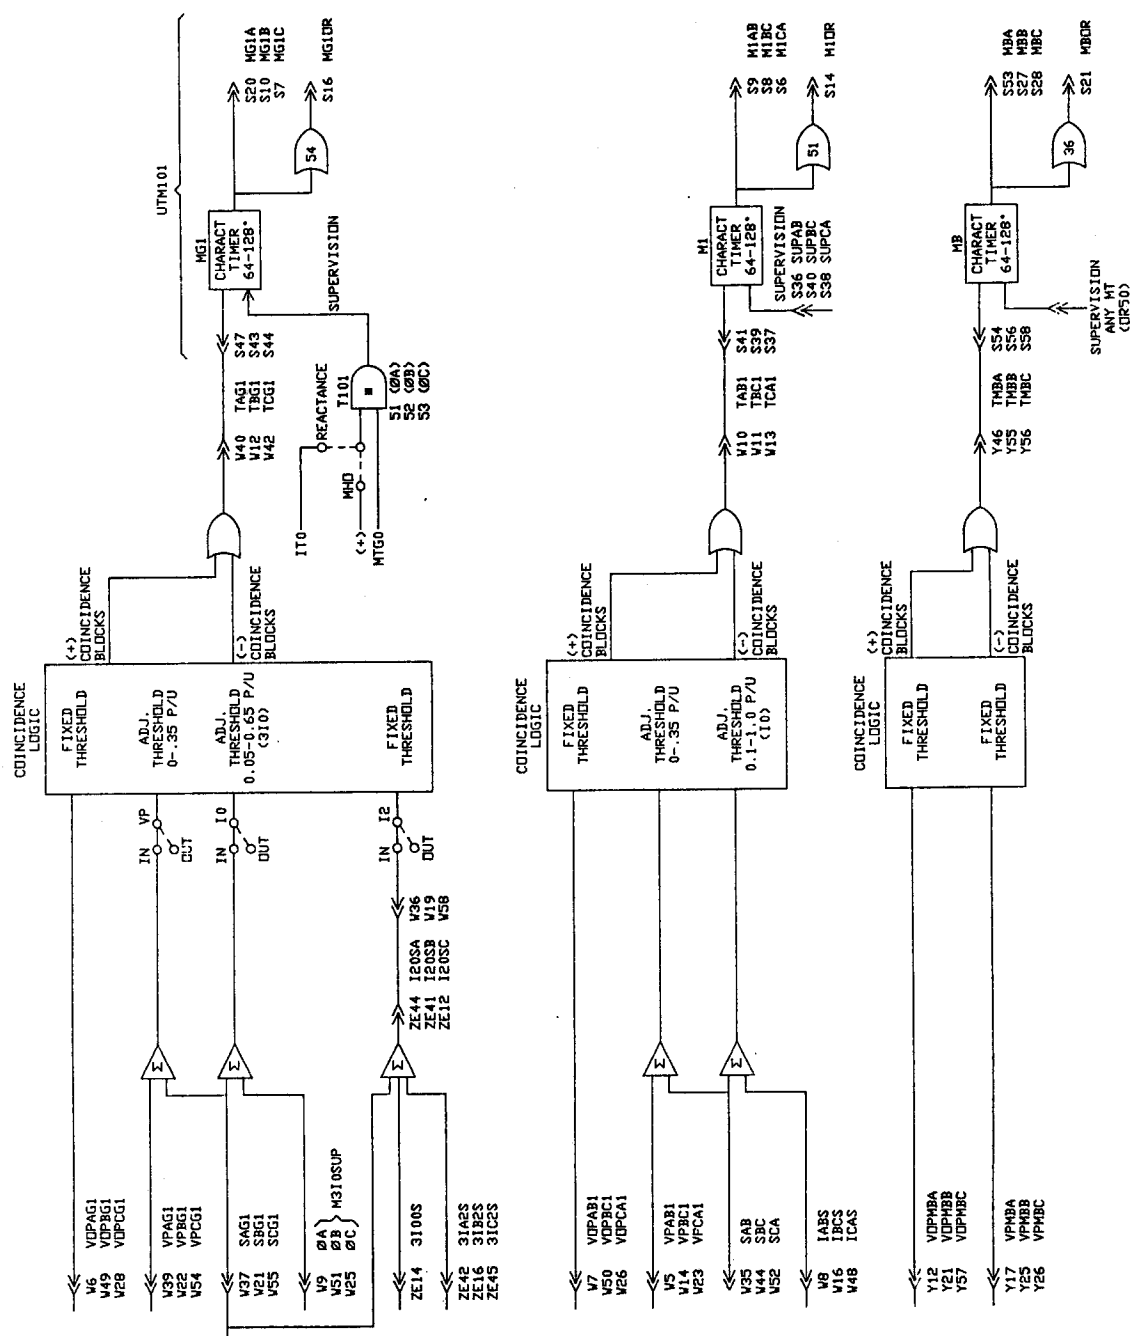 UTM101
S20 MG1A
S10 MG1B
S7 MG1C
S16 MG1OR
54
MG1
CHARACT
TIMER
64-128°
SUPERVISION
S47
S43
S44
TAG1
TBG1
TCG1
W40
W12
W42
REACTANCE
T101
51 (ØA)
52 (ØB)
53 (ØC)
IT0
MHO
(+)
MTG0
(+)
COINCIDENCE
BLOCKS
(-)
COINCIDENCE
BLOCKS
COINCIDENCE
LOGIC
FIXED
THRESHOLD
ADJ.
THRESHOLD
0-.35 P/U
ADJ.
THRESHOLD
0.05-0.65 P/U
(3I0)
FIXED
THRESHOLD
IN VP
OUT
IN I0
OUT
IN I2
OUT
W36
W19
W58
I2OSA
I2OSB
I2OSC
ZE44
ZE41
ZE12
Σ
Σ
Σ
W6 VOPAG1
W49 VOPBG1
W28 VOPCG1
W39 VPAG1
W22 VPBG1
W54 VPCG1
W37 SAG1
W21 SBG1
W55 SCG1
W9 ØA
W51 ØB
W25 ØC
M3I0SUP
ZE14 3I00S
ZE42 3IA2S
ZE16 3IB2S
ZE45 3IC2S
S9 M1AB
S8 M1BC
S6 M1CA
S14 M1OR
51
M1
CHARACT
TIMER
64-128°
SUPERVISION
S36 SUPAB
S40 SUPBC
S38 SUPCA
S41
S39
S37
TAB1
TBC1
TCA1
W10
W11
W13
(+)
COINCIDENCE
BLOCKS
(-)
COINCIDENCE
BLOCKS
COINCIDENCE
LOGIC
FIXED
THRESHOLD
ADJ.
THRESHOLD
0-.35 P/U
ADJ.
THRESHOLD
0.1-1.0 P/U
(I0)
Σ
Σ
W7 VOPAB1
W50 VOPBC1
W26 VOPCA1
W5 VPAB1
W14 VPBC1
W23 VPCA1
W35 SAB
W44 SBC
W52 SCA
W8 IABS
W16 IBCS
W48 ICAS
S53 MBA
S27 MBB
S28 MBC
S21 MBOR
36
MB
CHARACT
TIMER
64-128°
SUPERVISION
ANY MT
(OR50)
S54
S56
S58
TMBA
TMBB
TMBC
Y46
Y55
Y56
(+)
COINCIDENCE
BLOCKS
(-)
COINCIDENCE
BLOCKS
COINCIDENCE
LOGIC
FIXED
THRESHOLD
FIXED
THRESHOLD
Y12 VOPMBA
Y21 VOPMBB
Y57 VOPMBC
Y17 VPMBA
Y25 VPMBB
Y26 VPMBC